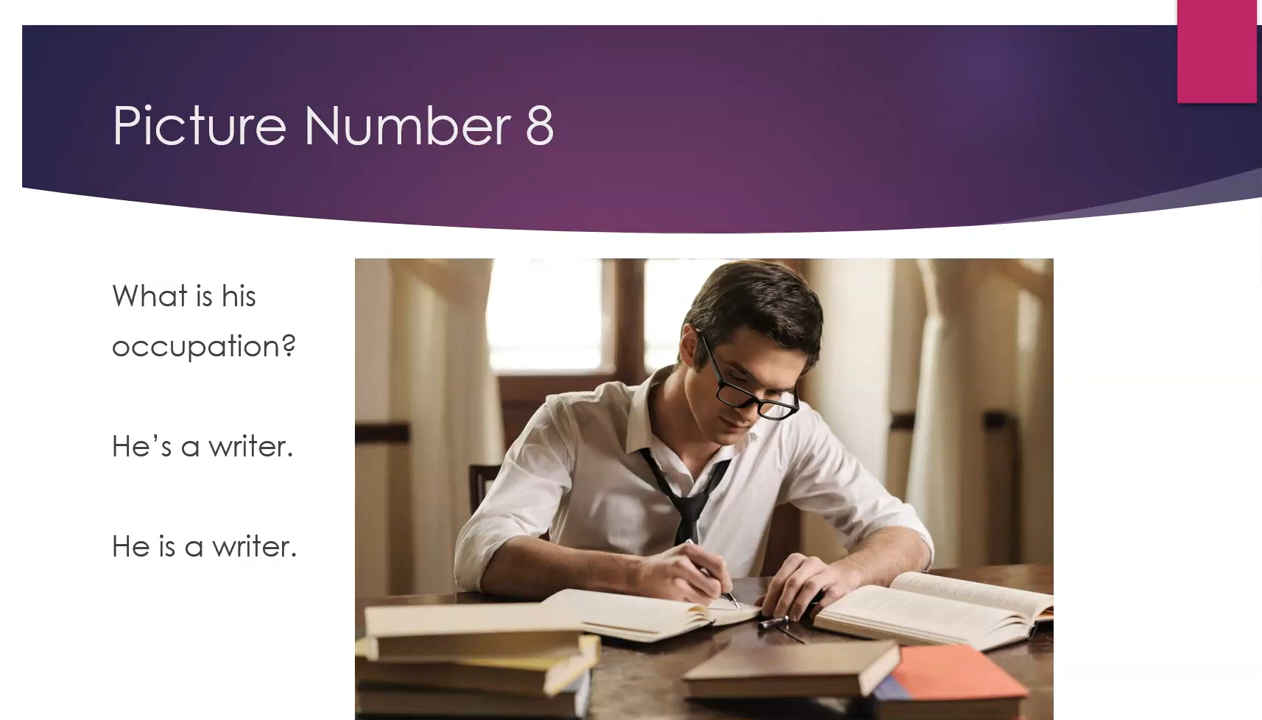 Picture Number 8
What is his
occupation?
He’s a writer.
He is a writer.